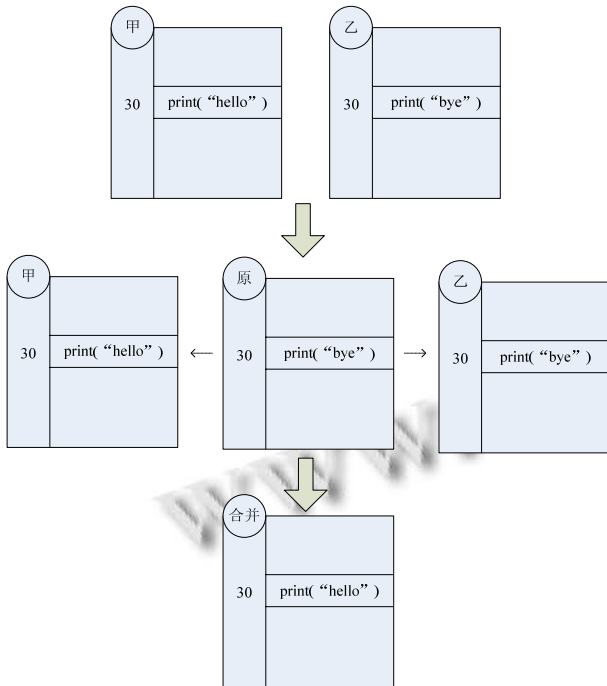 甲
乙
30 print(“hello”)
30 print(“bye”)
甲
原
乙
30 print(“hello”)
30 print(“bye”)
30 print(“bye”)
www.
合并
30 print(“hello”)